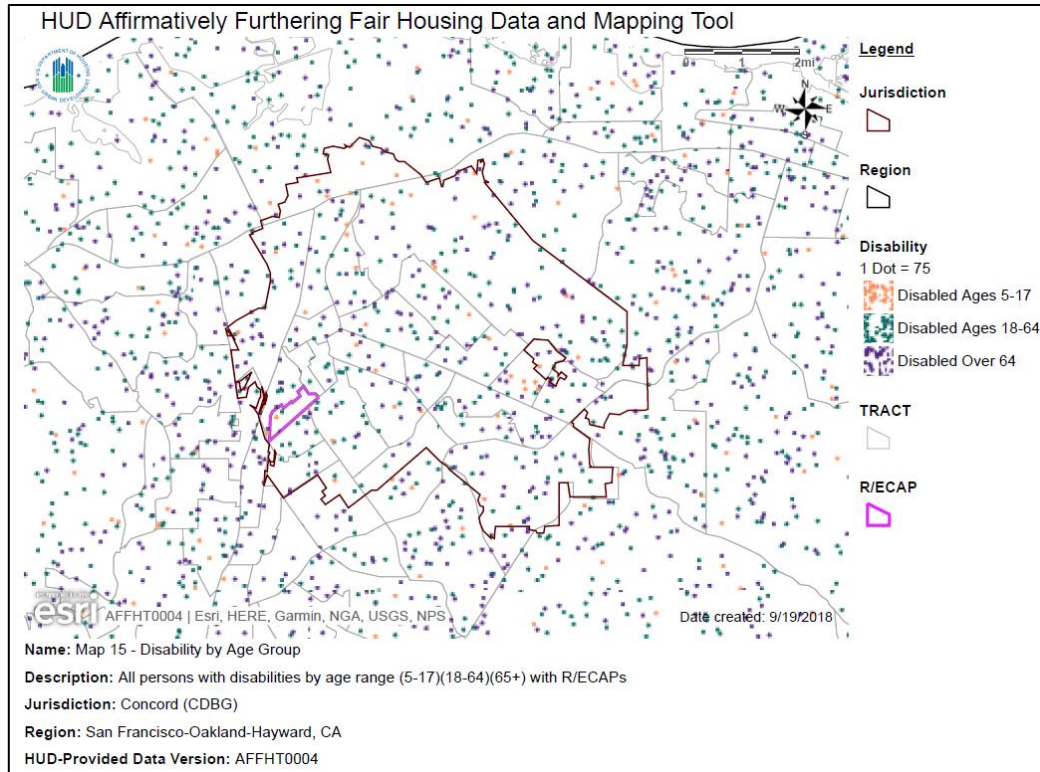 HUD Affirmatively Furthering Fair Housing Data and Mapping Tool
0 1 2mi
N
W E
S
Legend
Jurisdiction
Region
Disability
1 Dot = 75
Disabled Ages 5-17
Disabled Ages 18-64
Disabled Over 64
TRACT
R/ECAP
esri
AFFHT0004 | Esri, HERE, Garmin, NGA, USGS, NPS
Date created: 9/19/2018
Name: Map 15 - Disability by Age Group
Description: All persons with disabilities by age range (5-17)(18-64)(65+) with R/ECAPs
Jurisdiction: Concord (CDBG)
Region: San Francisco-Oakland-Hayward, CA
HUD-Provided Data Version: AFFHT0004